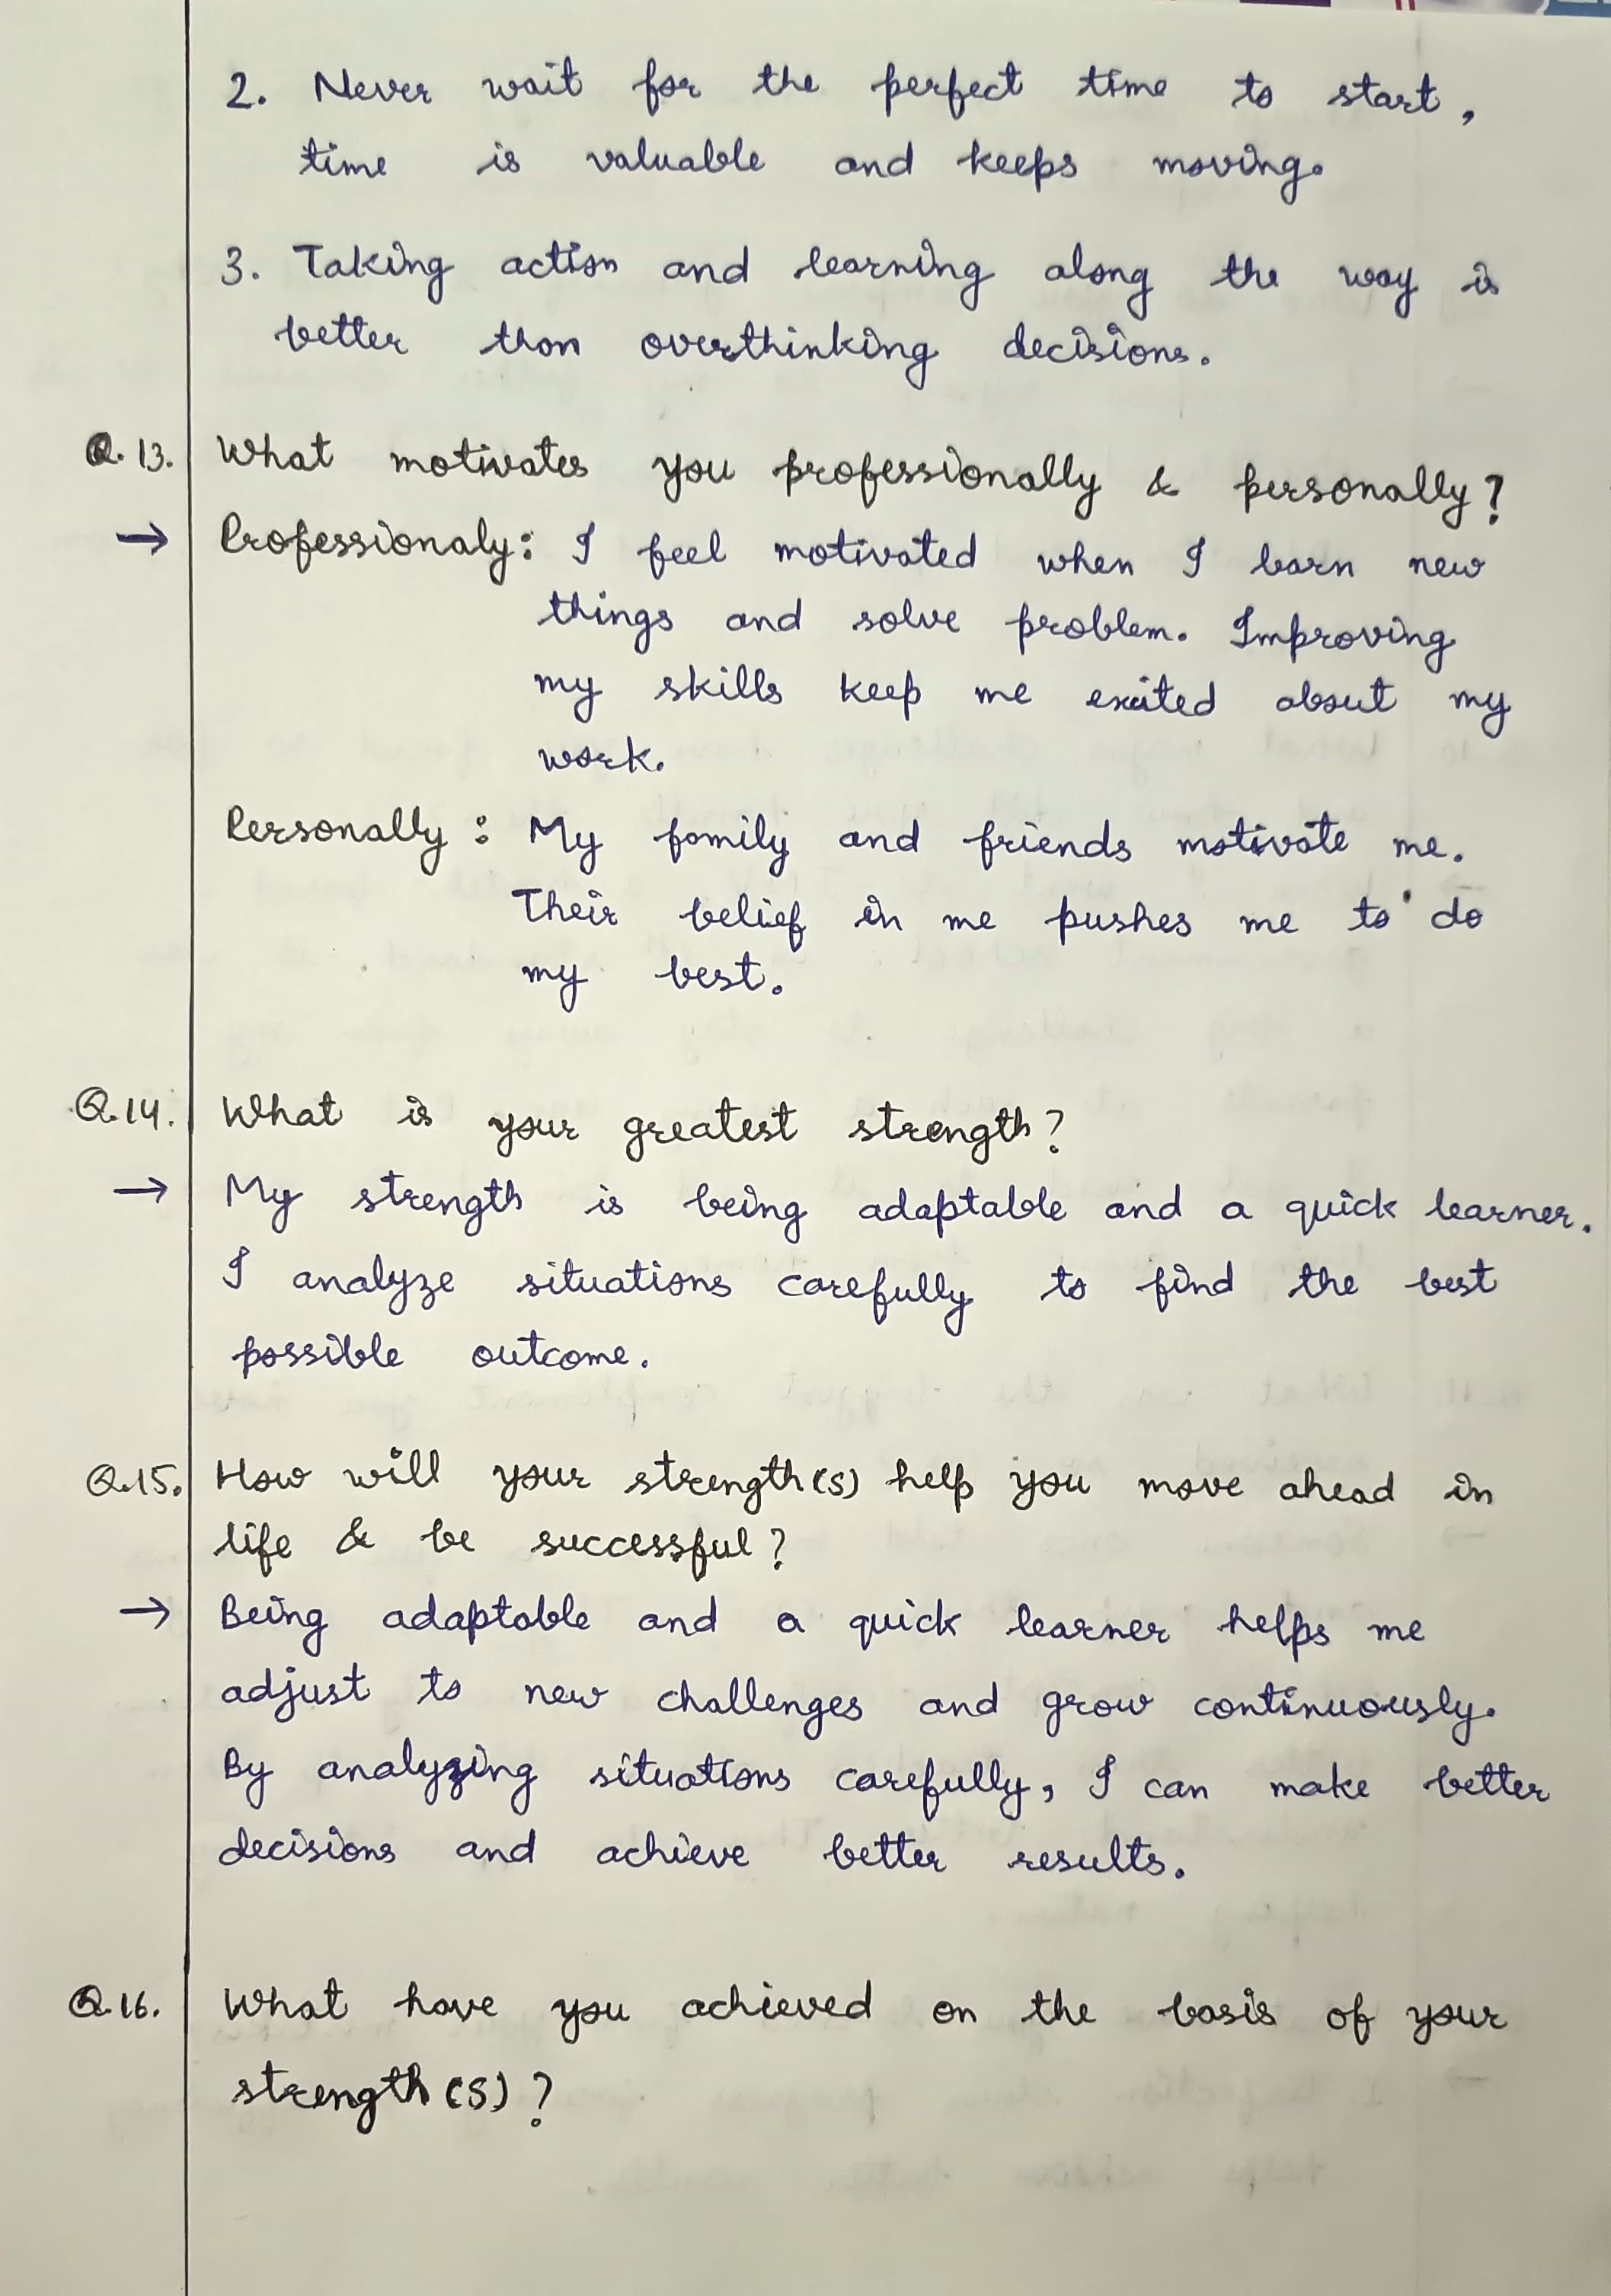 2. Never wait for the perfect time to start,
time is valuable and keeps moving.
3. Taking action and learning along the way is
better than overthinking decisions.
Q.13. What motivates you professionally & personally?
→ Professionaly: I feel motivated when I learn new
things and solve problem. Improving
my skills keep me excited about my
work.
Personally : My family and friends motivate me.
Their belief in me pushes me to do
my best.
Q.14. What is your greatest strength?
→ My strength is being adaptable and a quick learner.
I analyze situations carefully to find the best
possible outcome.
Q.15. How will your strength(s) help you move ahead in
life & be successful?
→ Being adaptable and a quick learner helps me
adjust to new challenges and grow continuously.
By analyzing situations carefully, I can make better
decisions and achieve better results.
Q.16. What have you achieved on the basis of your
strength(s)?